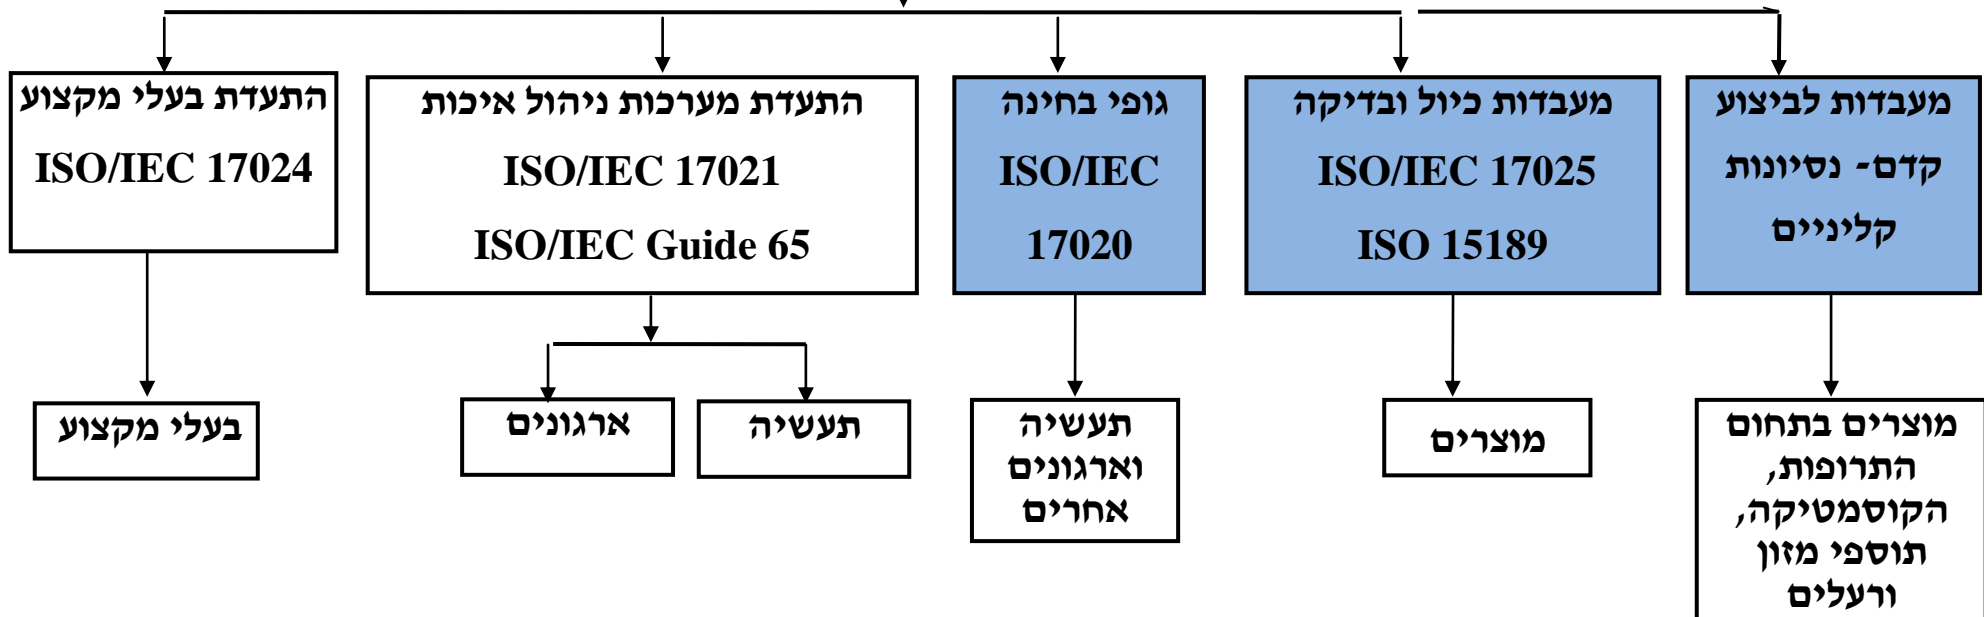 מעבדות לביצוע
קדם- נסיונות
קליניים
מעבדות כיול ובדיקה
ISO/IEC 17025
ISO 15189
גופי בחינה
ISO/IEC
17020
התעדת מערכות ניהול איכות
ISO/IEC 17021
ISO/IEC Guide 65
התעדת בעלי מקצוע
ISO/IEC 17024
מוצרים בתחום
התרופות,
הקוסמטיקה,
תוספי מזון
ורעלים
מוצרים
תעשיה
וארגונים
אחרים
תעשיה
ארגונים
בעלי מקצוע